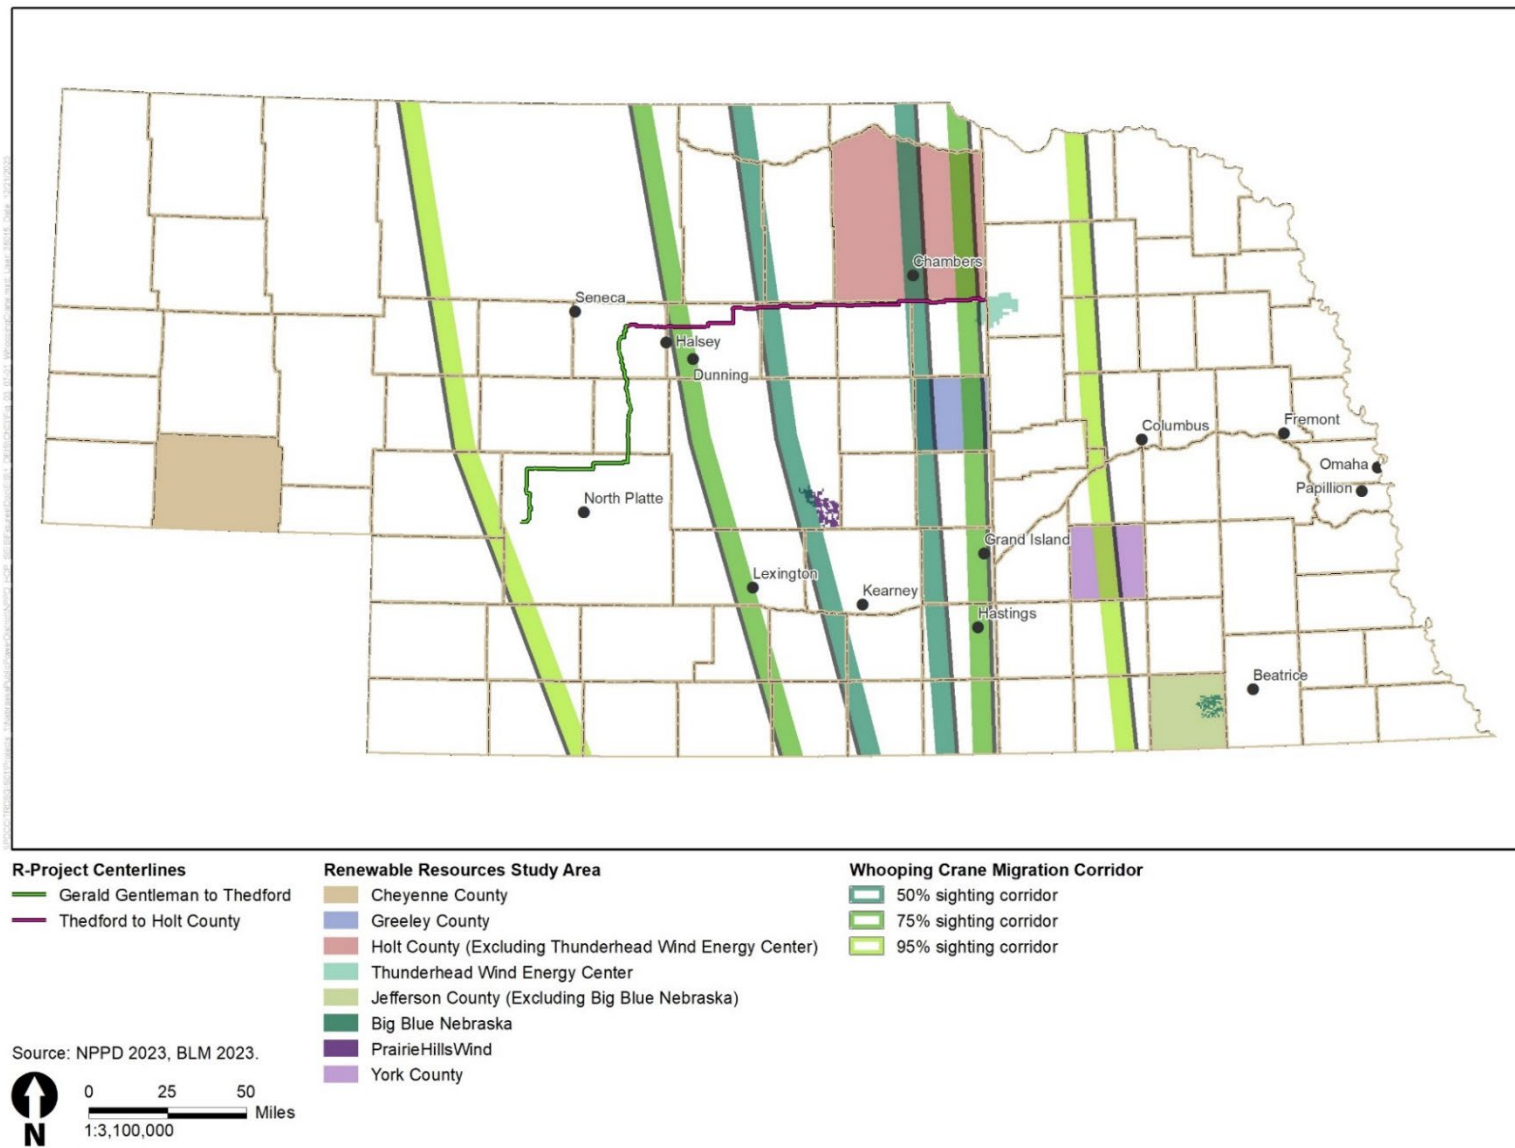 Chambers
Seneca
Halsey
Dunning
Columbus
Fremont
Omaha
Papillion
North Platte
Grand Island
Lexington
Kearney
Hastings
Beatrice
R-Project Centerlines
Gerald Gentleman to Thedford
Thedford to Holt County
Renewable Resources Study Area
Cheyenne County
Greeley County
Holt County (Excluding Thunderhead Wind Energy Center)
Thunderhead Wind Energy Center
Jefferson County (Excluding Big Blue Nebraska)
Big Blue Nebraska
PrairieHillsWind
York County
Whooping Crane Migration Corridor
50% sighting corridor
75% sighting corridor
95% sighting corridor
Source: NPPD 2023, BLM 2023.
N
0 25 50
Miles
1:3,100,000